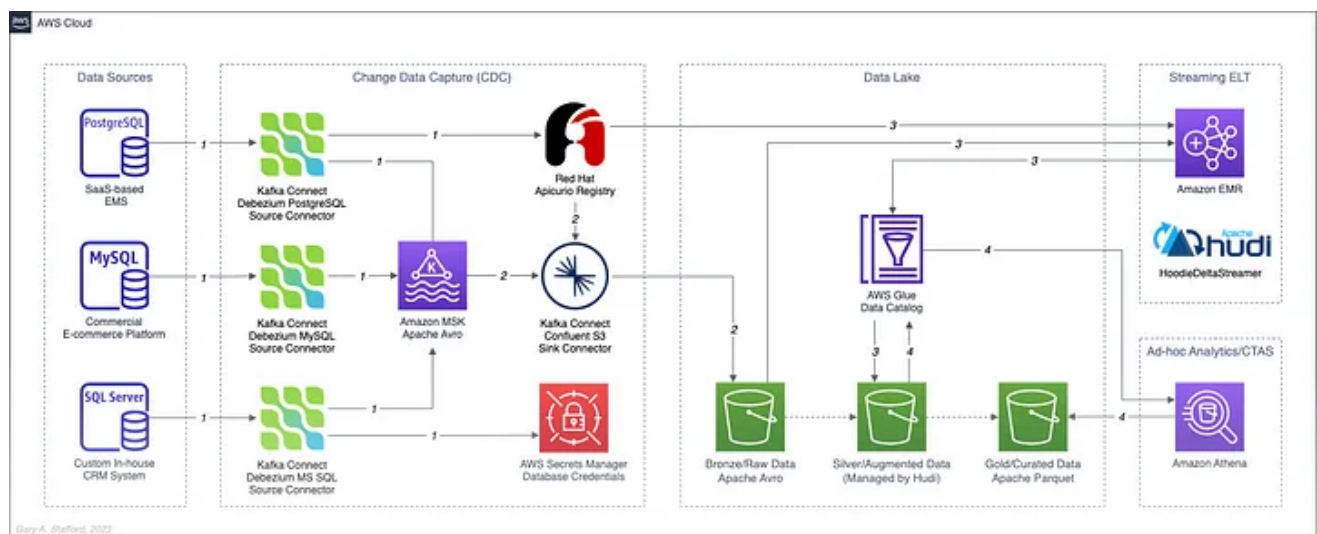 aws
AWS Cloud
Data Sources
Change Data Capture (CDC)
Data Lake
Streaming ELT
PostgreSQL
SaaS-based
EMS
1
Kafka Connect
Debezium PostgreSQL
Source Connector
1
1
Red Hat
Apicurio Registry
2
3
3
3
Amazon EMR
Apache
hudi
HoodieDeltaStreamer
MySQL
Commercial
E-commerce Platform
1
Kafka Connect
Debezium MySQL
Source Connector
1
K
Amazon MSK
Apache Avro
2
Kafka Connect
Confluent S3
Sink Connector
2
AWS Glue
Data Catalog
4
3
4
Ad-hoc Analytics/CTAS
SQL Server
Custom In-house
CRM System
1
Kafka Connect
Debezium MS SQL
Source Connector
1
1
AWS Secrets Manager
Database Credentials
Bronze/Raw Data
Apache Avro
Silver/Augmented Data
(Managed by Hudi)
Gold/Curated Data
Apache Parquet
4
Amazon Athena
Gary A. Stafford, 2023